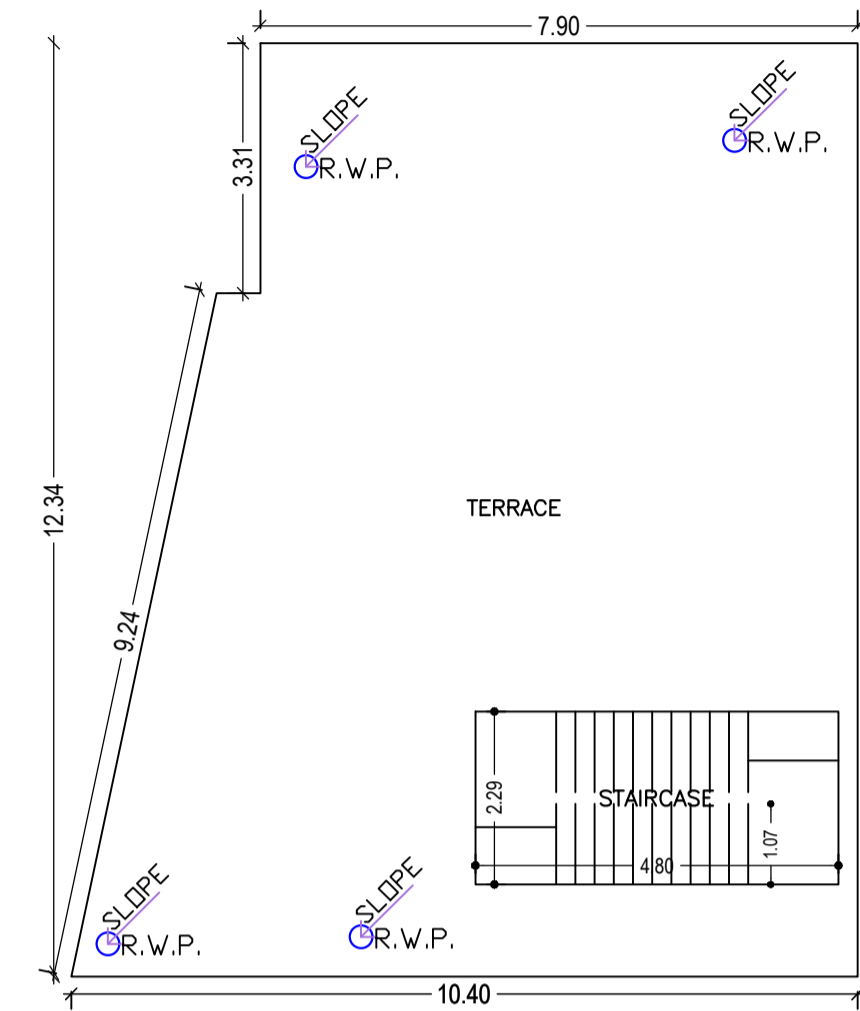 7.90
SLOPE
R.W.P.
SLOPE
R.W.P.
3.31
12.34
TERRACE
9.24
2.29
STAIRCASE
1.07
4.80
SLOPE
R.W.P.
SLOPE
R.W.P.
10.40